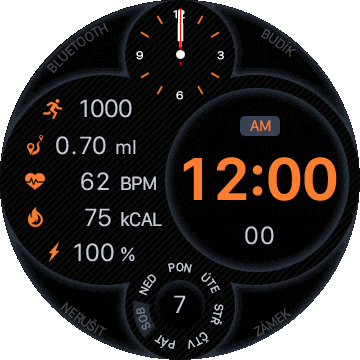 BLUETOOTH
BUDÍK
12
3
6
9
1000
0.70 ml
62 BPM
75 kCAL
100 %
AM
12:00
00
PON
ÚTE
STŘ
ČTV
PÁT
SOB
NED
7
NERUŠIT
ZÁMEK